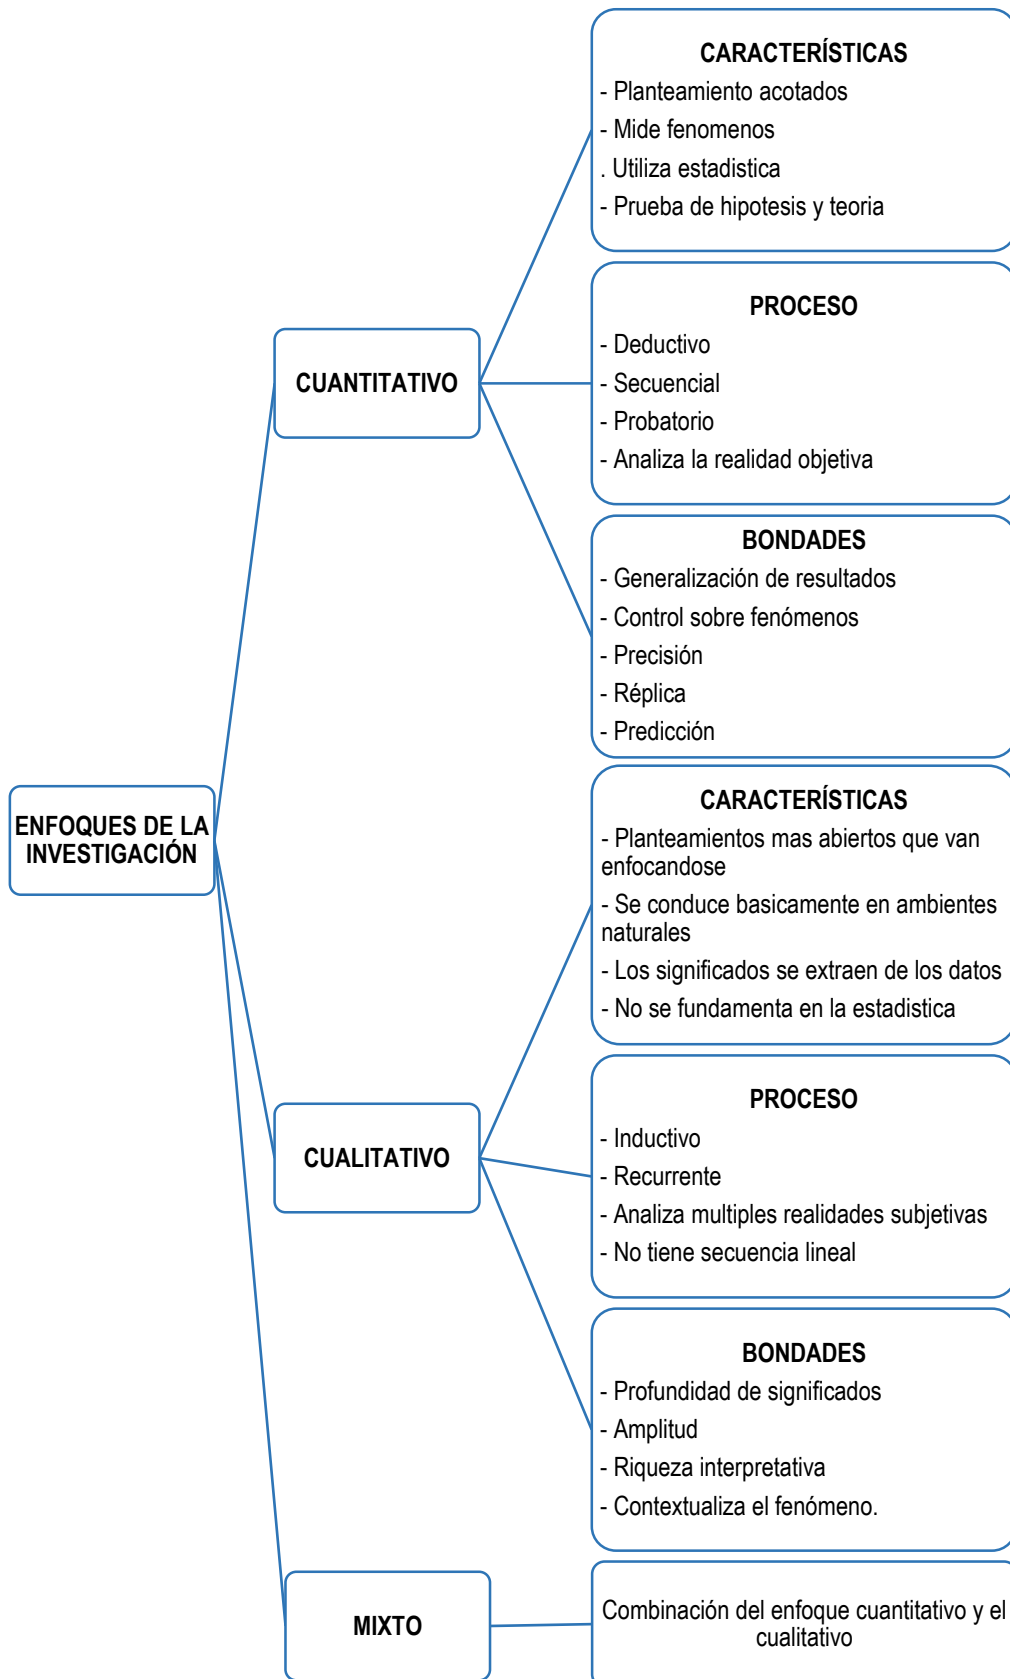 ENFOQUES DE LA
INVESTIGACIÓN
CUANTITATIVO
CARACTERÍSTICAS
- Planteamiento acotados
- Mide fenomenos
. Utiliza estadistica
- Prueba de hipotesis y teoria
PROCESO
- Deductivo
- Secuencial
- Probatorio
- Analiza la realidad objetiva
BONDADES
- Generalización de resultados
- Control sobre fenómenos
- Precisión
- Réplica
- Predicción
CUALITATIVO
CARACTERÍSTICAS
- Planteamientos mas abiertos que van
enfocandose
- Se conduce basicamente en ambientes
naturales
- Los significados se extraen de los datos
- No se fundamenta en la estadistica
PROCESO
- Inductivo
- Recurrente
- Analiza multiples realidades subjetivas
- No tiene secuencia lineal
BONDADES
- Profundidad de significados
- Amplitud
- Riqueza interpretativa
- Contextualiza el fenómeno.
MIXTO
Combinación del enfoque cuantitativo y el
cualitativo